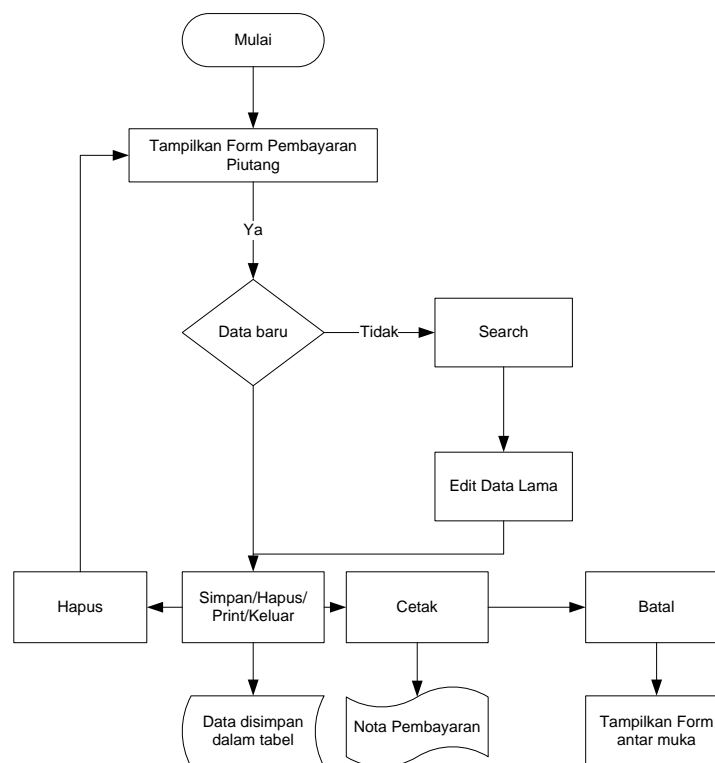 Mulai
Tampilkan Form Pembayaran
Piutang
Ya
Data baru
Tidak
Search
Edit Data Lama
Hapus
Simpan/Hapus/
Print/Keluar
Cetak
Batal
Data disimpan
dalam tabel
Nota Pembayaran
Tampilkan Form
antar muka